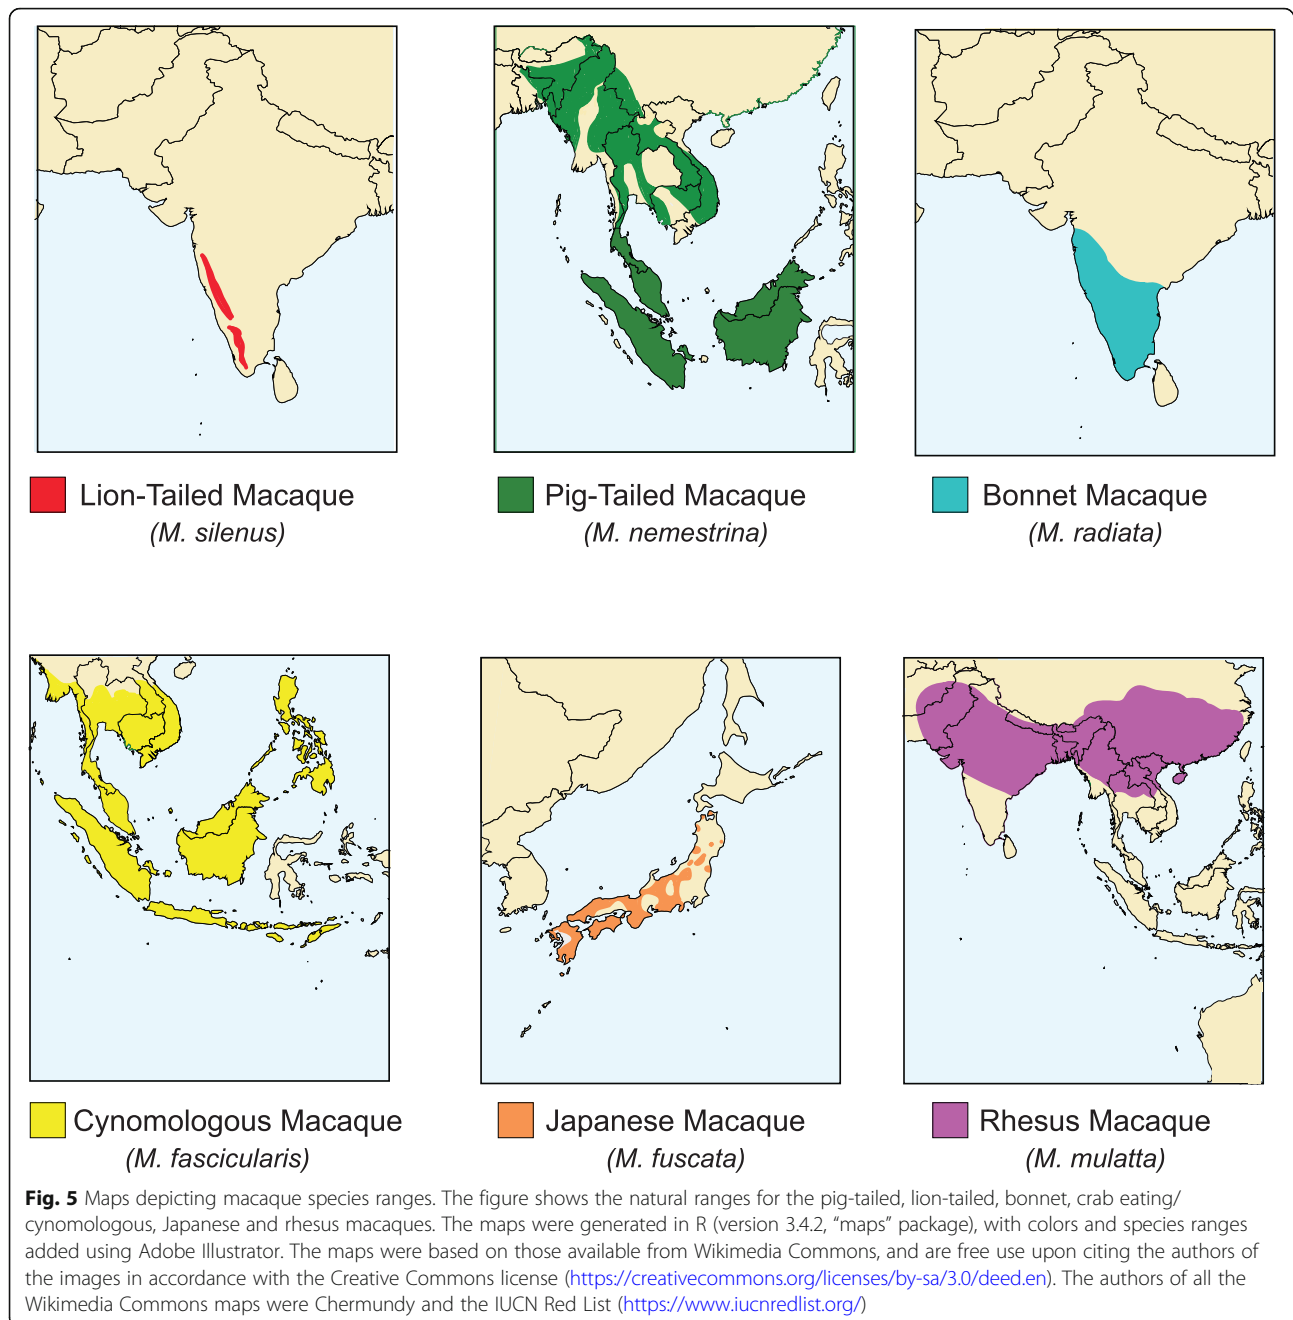 Lion-Tailed Macaque
(M. silenus)
Pig-Tailed Macaque
(M. nemestrina)
Bonnet Macaque
(M. radiata)
Cynomologous Macaque
(M. fascicularis)
Japanese Macaque
(M. fuscata)
Rhesus Macaque
(M. mulatta)
Fig. 5 Maps depicting macaque species ranges. The figure shows the natural ranges for the pig-tailed, lion-tailed, bonnet, crab eating/
cynomologous, Japanese and rhesus macaques. The maps were generated in R (version 3.4.2, “maps” package), with colors and species ranges
added using Adobe Illustrator. The maps were based on those available from Wikimedia Commons, and are free use upon citing the authors of
the images in accordance with the Creative Commons license (https://creativecommons.org/licenses/by-sa/3.0/deed.en). The authors of all the
Wikimedia Commons maps were Chermundy and the IUCN Red List (https://www.iucnredlist.org/)